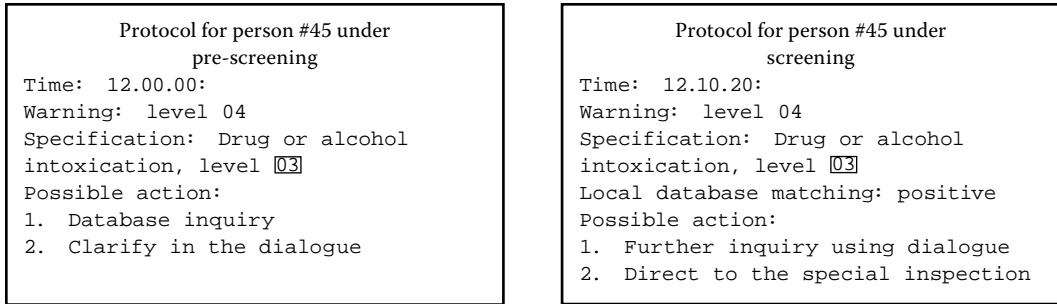 Protocol for person #45 under
pre-screening
Time: 12.00.00:
Warning: level 04
Specification: Drug or alcohol
intoxication, level 03
Possible action:
1. Database inquiry
2. Clarify in the dialogue
Protocol for person #45 under
screening
Time: 12.10.20:
Warning: level 04
Specification: Drug or alcohol
intoxication, level 03
Local database matching: positive
Possible action:
1. Further inquiry using dialogue
2. Direct to the special inspection